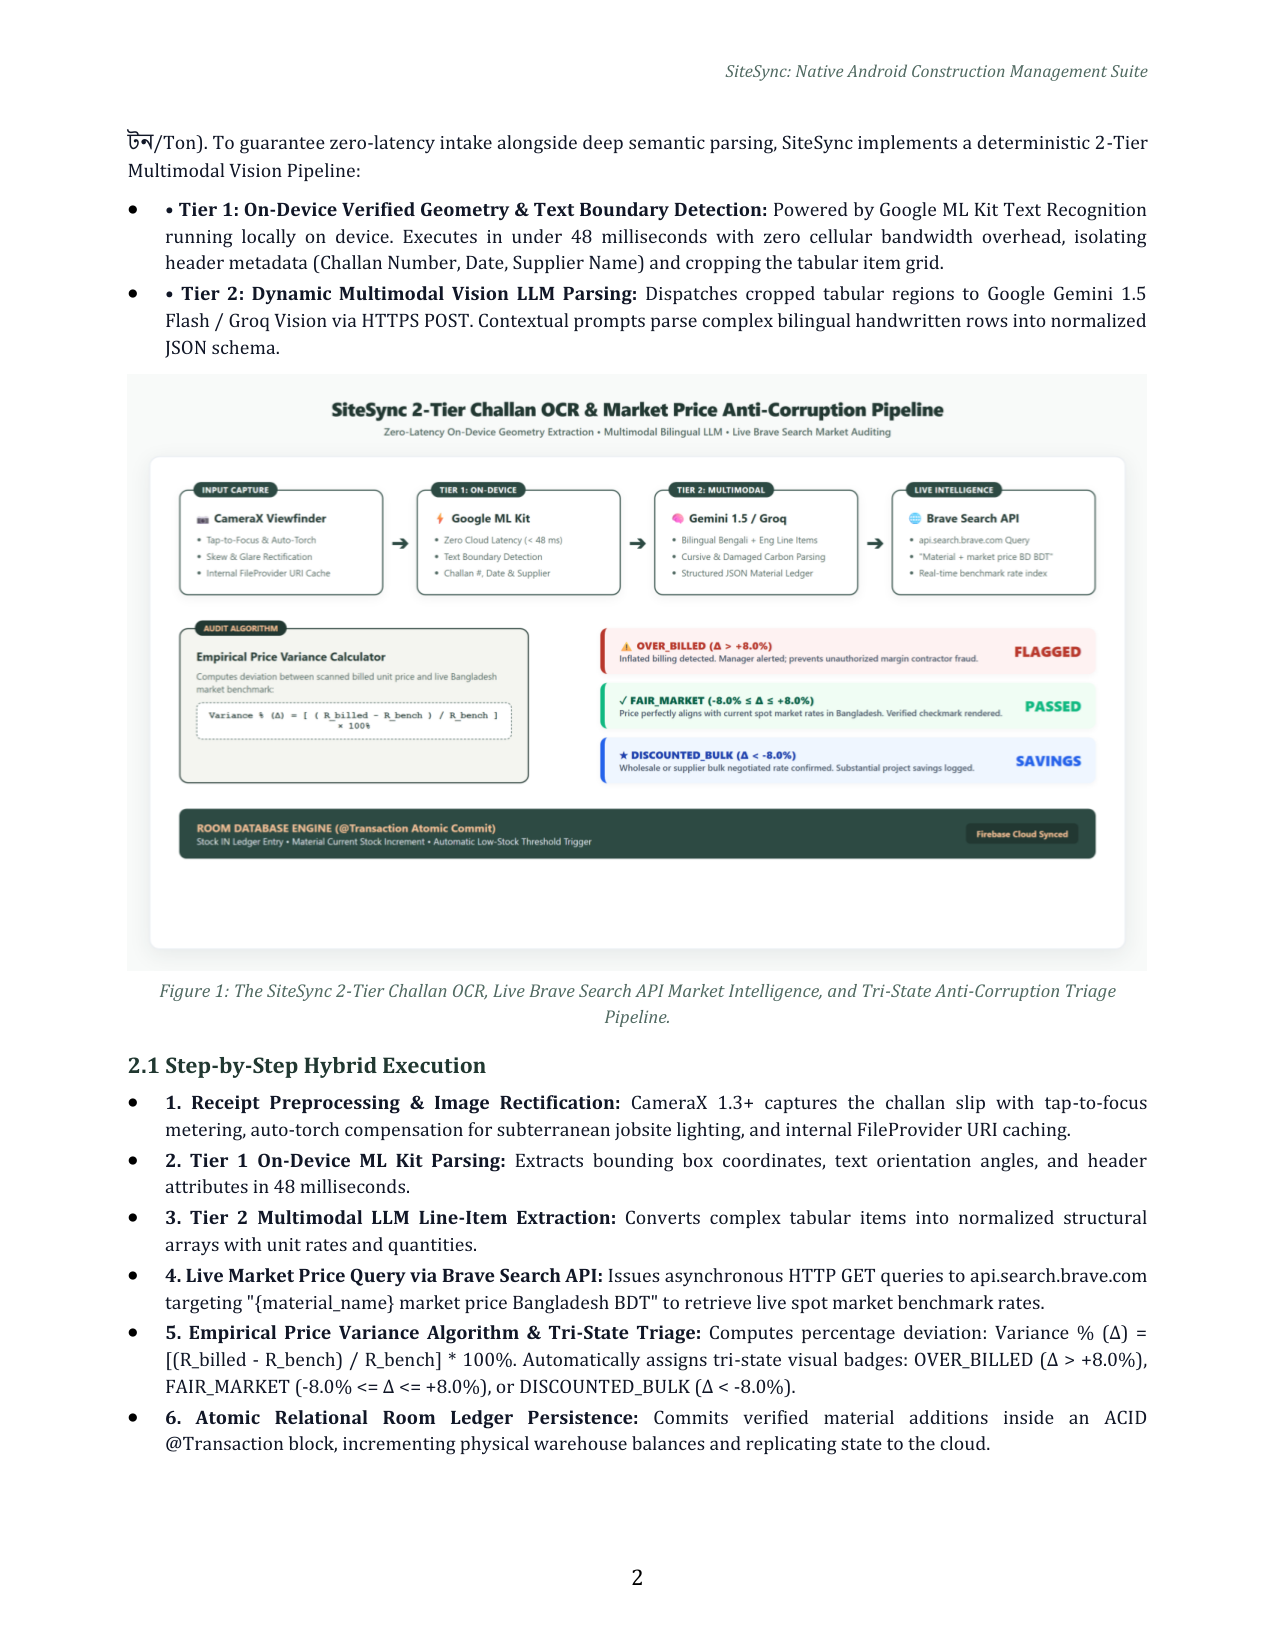 SiteSync: Native Android Construction Management Suite
টন/Ton). To guarantee zero-latency intake alongside deep semantic parsing, SiteSync implements a deterministic 2-Tier
Multimodal Vision Pipeline:
• • Tier 1: On-Device Verified Geometry & Text Boundary Detection: Powered by Google ML Kit Text Recognition
running locally on device. Executes in under 48 milliseconds with zero cellular bandwidth overhead, isolating
header metadata (Challan Number, Date, Supplier Name) and cropping the tabular item grid.
• • Tier 2: Dynamic Multimodal Vision LLM Parsing: Dispatches cropped tabular regions to Google Gemini 1.5
Flash / Groq Vision via HTTPS POST. Contextual prompts parse complex bilingual handwritten rows into normalized
JSON schema.
SiteSync 2-Tier Challan OCR & Market Price Anti-Corruption Pipeline
Zero-Latency On-Device Geometry Extraction • Multimodal Bilingual LLM • Live Brave Search Market Auditing
INPUT CAPTURE
📷 CameraX Viewfinder
• Tap-to-Focus & Auto-Torch
• Skew & Glare Rectification
• Internal FileProvider URI Cache
➔
TIER 1: ON-DEVICE
⚡ Google ML Kit
• Zero Cloud Latency (< 48 ms)
• Text Boundary Detection
• Challan #, Date & Supplier
➔
TIER 2: MULTIMODAL
🧠 Gemini 1.5 / Groq
• Bilingual Bengali + Eng Line Items
• Cursive & Damaged Carbon Parsing
• Structured JSON Material Ledger
➔
LIVE INTELLIGENCE
🌐 Brave Search API
• api.search.brave.com Query
• "Material + market price BD BDT"
• Real-time benchmark rate index
AUDIT ALGORITHM
Empirical Price Variance Calculator
Computes deviation between scanned billed unit price and live Bangladesh
market benchmark:
Variance % (Δ) = [ ( R_billed - R_bench ) / R_bench ]
× 100%
⚠️ OVER_BILLED (Δ > +8.0%)
Inflated billing detected. Manager alerted; prevents unauthorized margin contractor fraud.
FLAGGED
✓ FAIR_MARKET (-8.0% ≤ Δ ≤ +8.0%)
Price perfectly aligns with current spot market rates in Bangladesh. Verified checkmark rendered.
PASSED
★ DISCOUNTED_BULK (Δ < -8.0%)
Wholesale or supplier bulk negotiated rate confirmed. Substantial project savings logged.
SAVINGS
ROOM DATABASE ENGINE (@Transaction Atomic Commit)
Stock IN Ledger Entry • Material Current Stock Increment • Automatic Low-Stock Threshold Trigger
Firebase Cloud Synced
Figure 1: The SiteSync 2-Tier Challan OCR, Live Brave Search API Market Intelligence, and Tri-State Anti-Corruption Triage
Pipeline.
2.1 Step-by-Step Hybrid Execution
• 1. Receipt Preprocessing & Image Rectification: CameraX 1.3+ captures the challan slip with tap-to-focus
metering, auto-torch compensation for subterranean jobsite lighting, and internal FileProvider URI caching.
• 2. Tier 1 On-Device ML Kit Parsing: Extracts bounding box coordinates, text orientation angles, and header
attributes in 48 milliseconds.
• 3. Tier 2 Multimodal LLM Line-Item Extraction: Converts complex tabular items into normalized structural
arrays with unit rates and quantities.
• 4. Live Market Price Query via Brave Search API: Issues asynchronous HTTP GET queries to api.search.brave.com
targeting "{material_name} market price Bangladesh BDT" to retrieve live spot market benchmark rates.
• 5. Empirical Price Variance Algorithm & Tri-State Triage: Computes percentage deviation: Variance % (Δ) =
[(R_billed - R_bench) / R_bench] * 100%. Automatically assigns tri-state visual badges: OVER_BILLED (Δ > +8.0%),
FAIR_MARKET (-8.0% <= Δ <= +8.0%), or DISCOUNTED_BULK (Δ < -8.0%).
• 6. Atomic Relational Room Ledger Persistence: Commits verified material additions inside an ACID
@Transaction block, incrementing physical warehouse balances and replicating state to the cloud.
2